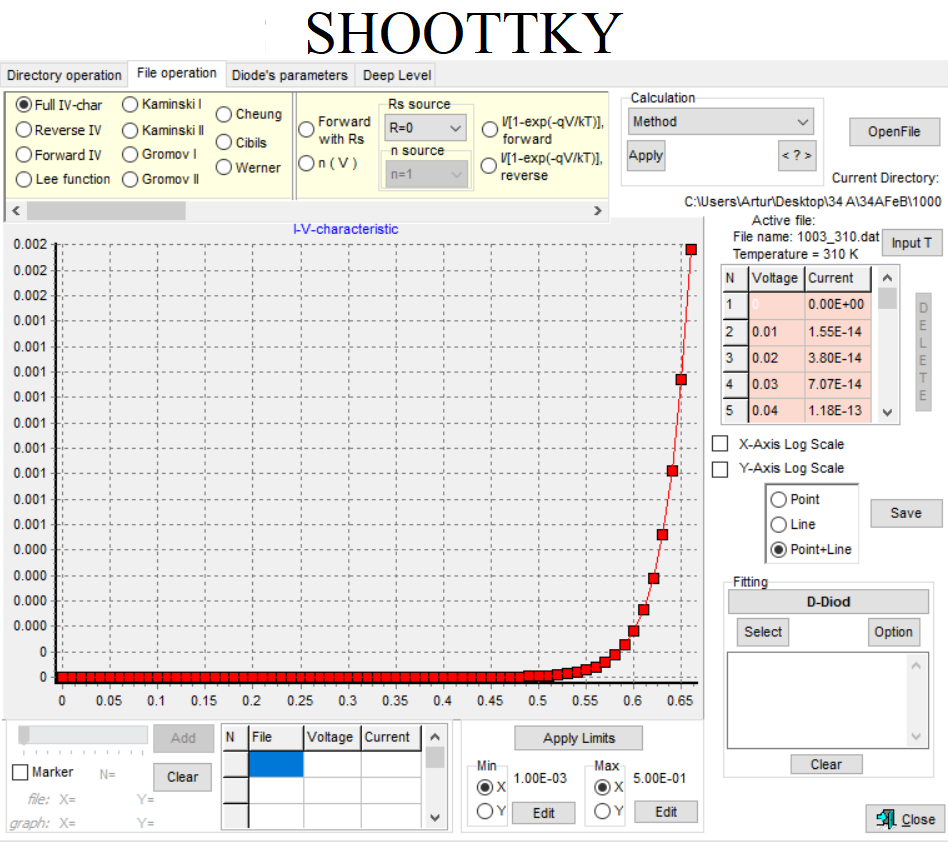 SHOOTTKY
Directory operation File operation Diode's parameters Deep Level
Full IV-char
Reverse IV
Forward IV
Lee function
Kaminski I
Kaminski II
Gromov I
Gromov II
Cheung
Cibils
Werner
Forward
with Rs
n ( V )
Rs source
R=0
n source
n=1
I/[1-exp(-qV/kT)],
forward
I/[1-exp(-qV/kT)],
reverse
Calculation
Method
Apply
< ? >
OpenFile
Current Directory:
C:\Users\Artur\Desktop\34 A\34AFeB\1000
Active file:
File name: 1003_310.dat
Temperature = 310 K
Input T
N Voltage Current
1 0 0.00E+00
2 0.01 1.55E-14
3 0.02 3.80E-14
4 0.03 7.07E-14
5 0.04 1.18E-13
DELETE
I-V-characteristic
0.002
0.002
0.002
0.001
0.001
0.001
0.001
0.001
0.001
0.001
0.001
0.001
0.000
0.000
0.000
0.000
0
0
0 0.05 0.1 0.15 0.2 0.25 0.3 0.35 0.4 0.45 0.5 0.55 0.6 0.65
X-Axis Log Scale
Y-Axis Log Scale
Point
Line
Point+Line
Save
Fitting
D-Diod
Select Option
Clear
Add
Marker N=
Clear
file: X= Y=
graph: X= Y=
N File Voltage Current
Apply Limits
Min
X
Y
1.00E-03
Edit
Max
X
Y
5.00E-01
Edit
Close